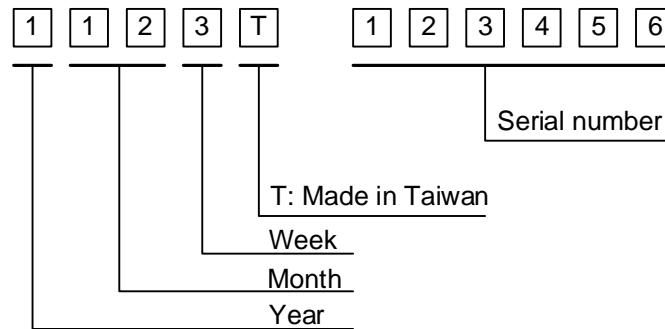 1 1 2 3 T 1 2 3 4 5 6
Serial number
T: Made in Taiwan
Week
Month
Year